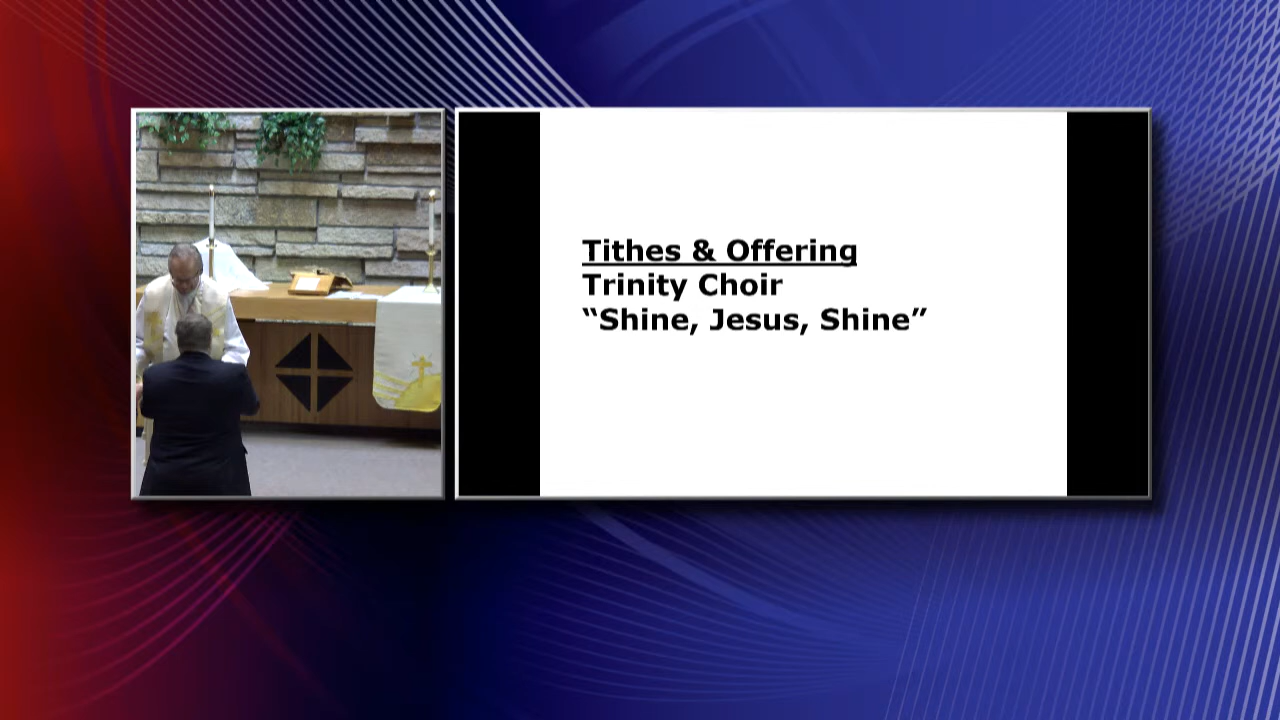 Tithes & Offering
Trinity Choir
“Shine, Jesus, Shine”